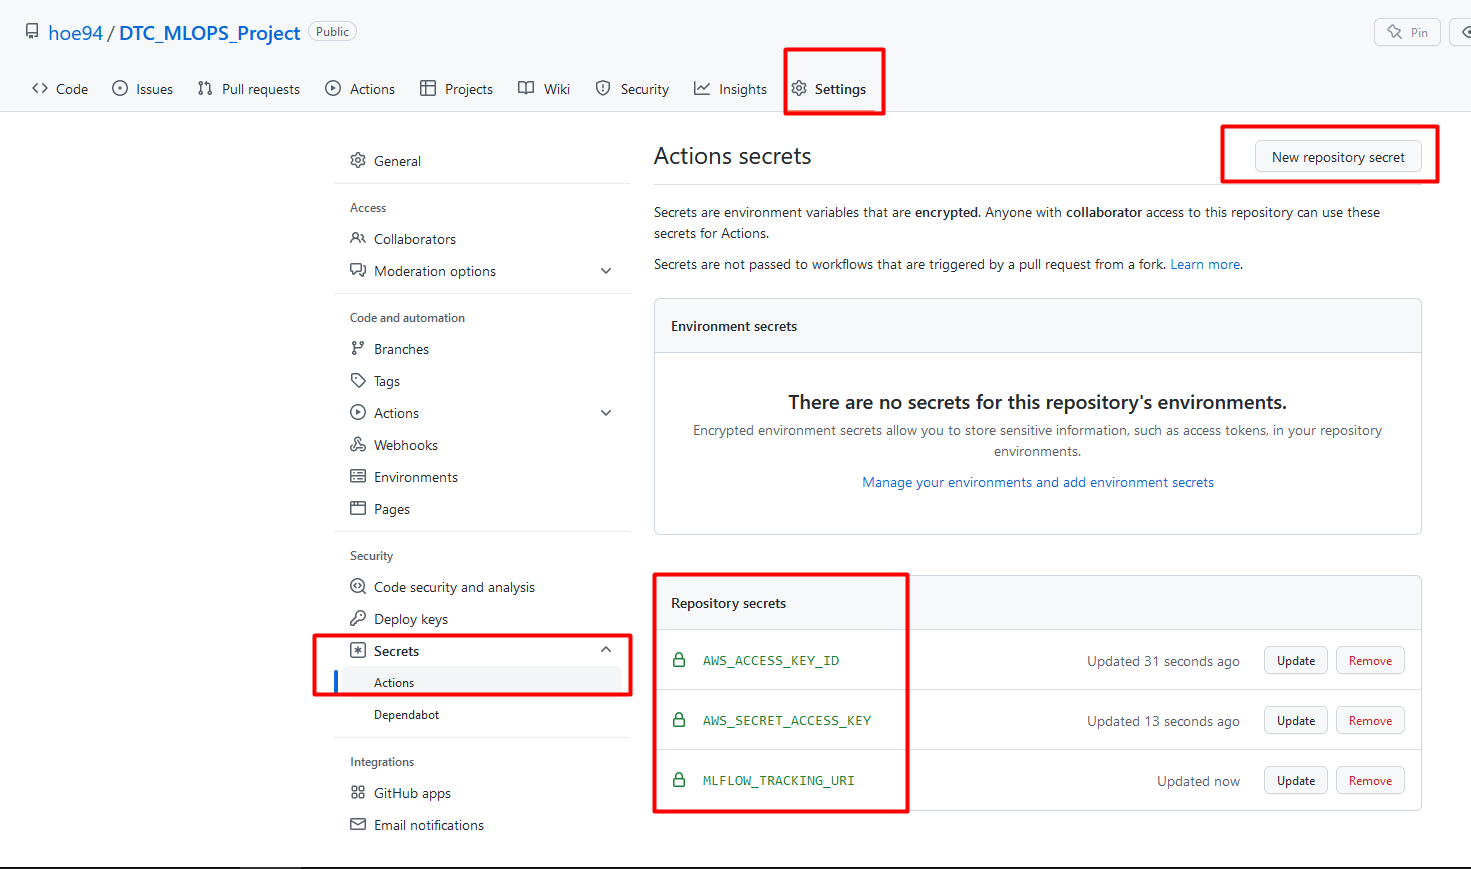 hoe94 / DTC_MLOPS_Project Public
Pin
Code Issues Pull requests Actions Projects Wiki Security Insights Settings
General
Access
Collaborators
Moderation options
Code and automation
Branches
Tags
Actions
Webhooks
Environments
Pages
Security
Code security and analysis
Deploy keys
Secrets
Actions
Dependabot
Integrations
GitHub apps
Email notifications
Actions secrets
New repository secret
Secrets are environment variables that are encrypted. Anyone with collaborator access to this repository can use these
secrets for Actions.
Secrets are not passed to workflows that are triggered by a pull request from a fork. Learn more.
Environment secrets
There are no secrets for this repository's environments.
Encrypted environment secrets allow you to store sensitive information, such as access tokens, in your repository
environments.
Manage your environments and add environment secrets
Repository secrets
AWS_ACCESS_KEY_ID Updated 31 seconds ago Update Remove
AWS_SECRET_ACCESS_KEY Updated 13 seconds ago Update Remove
MLFLOW_TRACKING_URI Updated now Update Remove